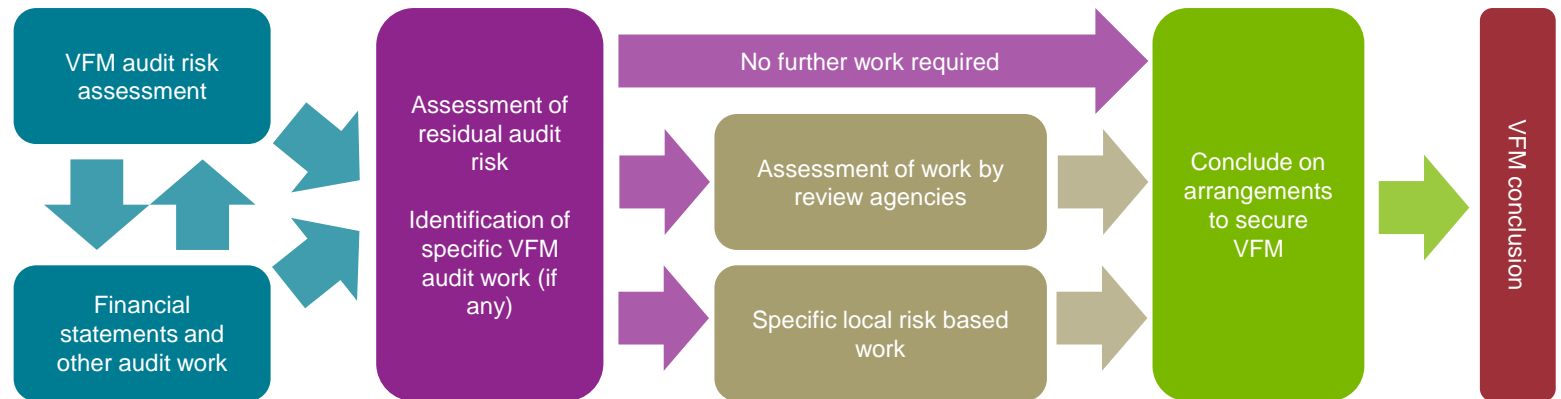 VFM audit risk
assessment
Financial
statements and
other audit work
Assessment of
residual audit
risk
Identification of
specific VFM
audit work (if
any)
No further work required
Assessment of work by
review agencies
Specific local risk based
work
Conclude on
arrangements
to secure
VFM
VFM conclusion